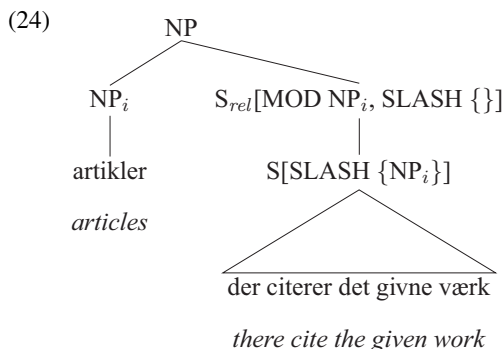 (24)
NP
NP_i S_rel[MOD NP_i, SLASH {}]
artikler S[SLASH {NP_i}]
articles
der citerer det givne værk
there cite the given work